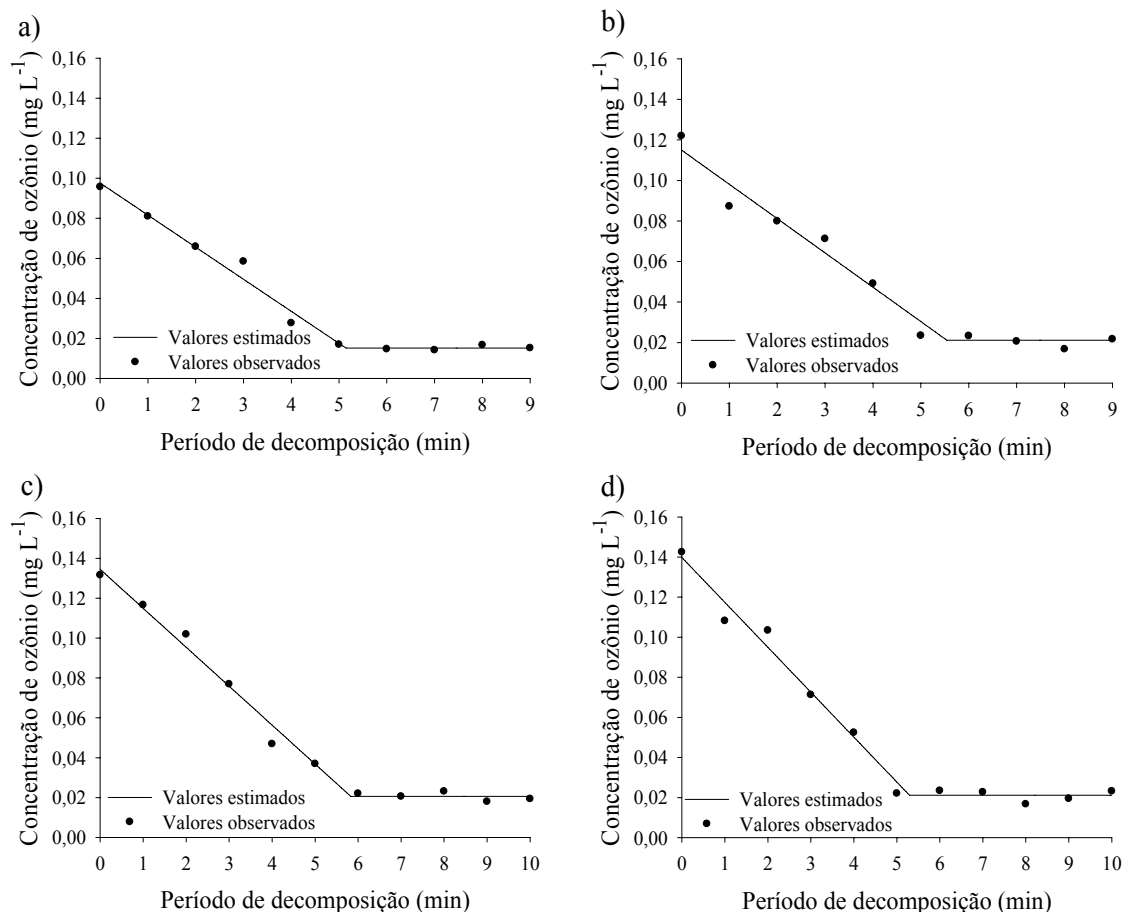 a)
Concentração de ozônio (mg L⁻¹)
0,16
0,14
0,12
0,10
0,08
0,06
0,04
0,02
0,00
Valores estimados
Valores observados
0 1 2 3 4 5 6 7 8 9
Período de decomposição (min)
b)
Concentração de ozônio (mg L⁻¹)
0,16
0,14
0,12
0,10
0,08
0,06
0,04
0,02
0,00
Valores estimados
Valores observados
0 1 2 3 4 5 6 7 8 9
Período de decomposição (min)
c)
Concentração de ozônio (mg L⁻¹)
0,16
0,14
0,12
0,10
0,08
0,06
0,04
0,02
0,00
Valores estimados
Valores observados
0 1 2 3 4 5 6 7 8 9 10
Período de decomposição (min)
d)
Concentração de ozônio (mg L⁻¹)
0,16
0,14
0,12
0,10
0,08
0,06
0,04
0,02
0,00
Valores estimados
Valores observados
0 1 2 3 4 5 6 7 8 9 10
Período de decomposição (min)